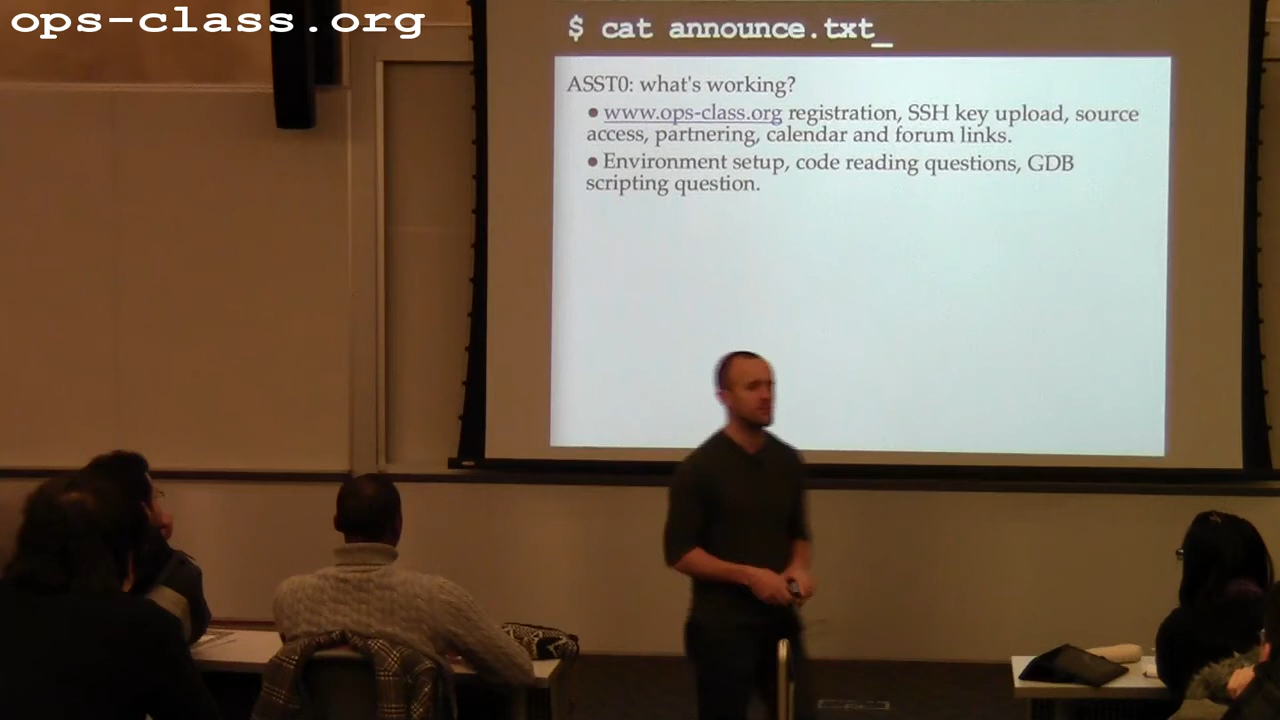 ops-class.org
$ cat announce.txt_
ASST0: what's working?
● www.ops-class.org registration, SSH key upload, source
access, partnering, calendar and forum links.
● Environment setup, code reading questions, GDB
scripting question.